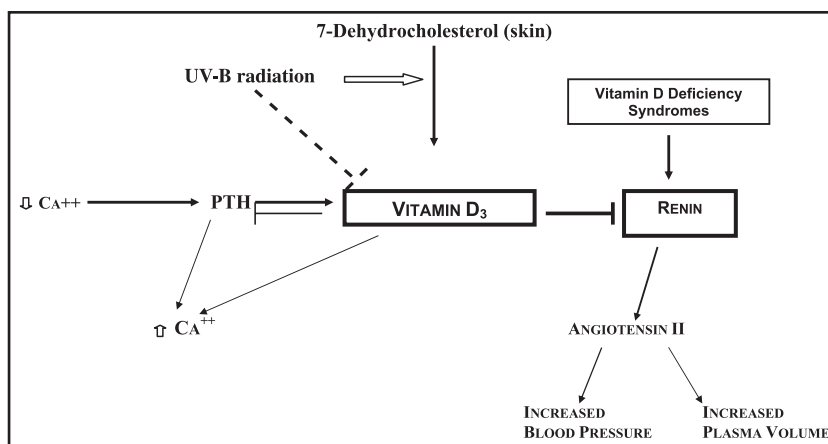 7-Dehydrocholesterol (skin)
UV-B radiation
Vitamin D Deficiency
Syndromes
⇩ CA++
PTH
VITAMIN D₃
RENIN
⇧ CA⁺⁺
ANGIOTENSIN II
INCREASED
BLOOD PRESSURE
INCREASED
PLASMA VOLUME